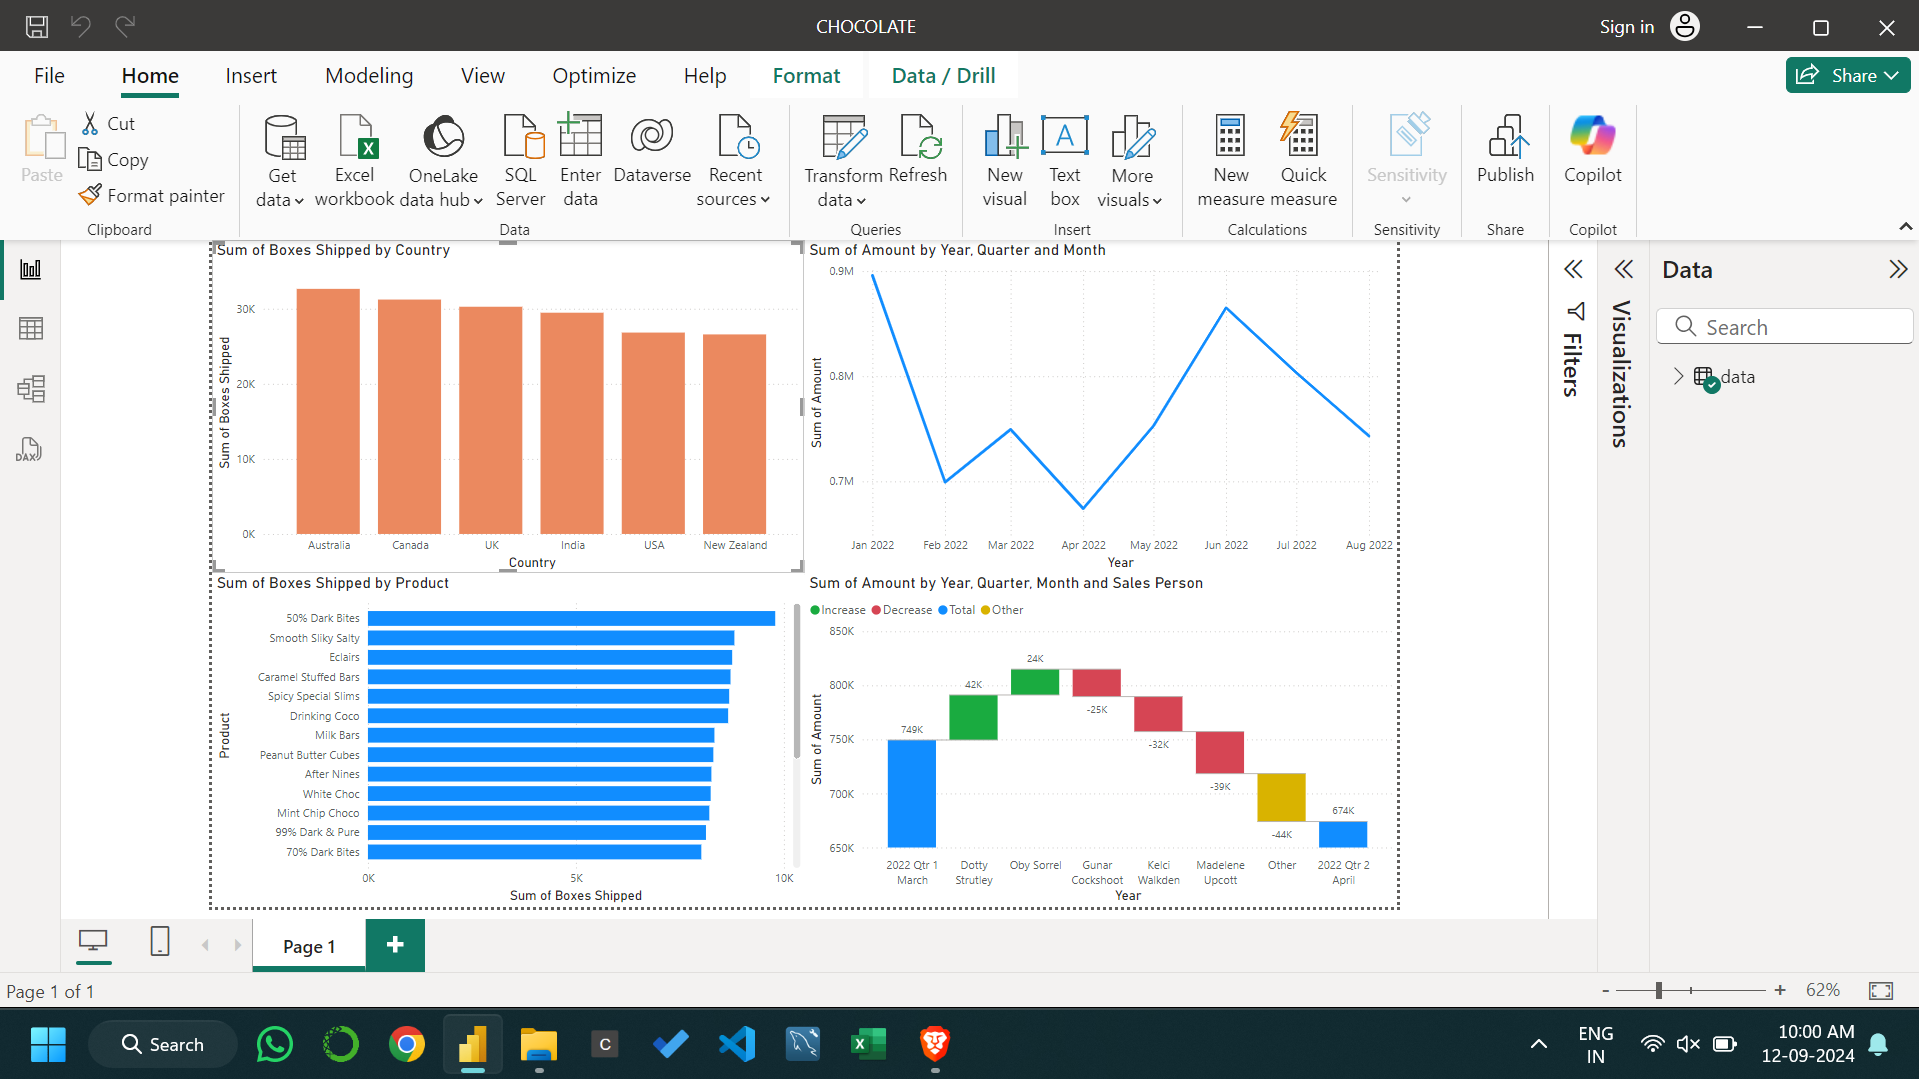 CHOCOLATE
Sign in
File Home Insert Modeling View Optimize Help Format Data / Drill
Share
Paste
Cut
Copy
Format painter
Clipboard
Get data
Excel workbook
OneLake data hub
SQL Server
Enter data
Dataverse
Recent sources
Data
Transform data
Refresh
Queries
New visual
Text box
More visuals
Insert
New measure
Quick measure
Calculations
Sensitivity
Sensitivity
Publish
Share
Copilot
Copilot
DAX
Sum of Boxes Shipped by Country
Sum of Boxes Shipped
30K
20K
10K
0K
Australia Canada UK India USA New Zealand
Country
Sum of Amount by Year, Quarter and Month
Sum of Amount
0.9M
0.8M
0.7M
Jan 2022 Feb 2022 Mar 2022 Apr 2022 May 2022 Jun 2022 Jul 2022 Aug 2022
Year
Sum of Boxes Shipped by Product
Product
50% Dark Bites
Smooth Sliky Salty
Eclairs
Caramel Stuffed Bars
Spicy Special Slims
Drinking Coco
Milk Bars
Peanut Butter Cubes
After Nines
White Choc
Mint Chip Choco
99% Dark & Pure
70% Dark Bites
0K 5K 10K
Sum of Boxes Shipped
Sum of Amount by Year, Quarter, Month and Sales Person
Increase Decrease Total Other
Sum of Amount
850K
800K
750K
700K
650K
749K
42K
24K
-25K
-32K
-39K
-44K
674K
2022 Qtr 1 March
Dotty Strutley
Oby Sorrel
Gunar Cockshoot
Kelci Walkden
Madelene Upcott
Other
2022 Qtr 2 April
Year
Filters
Visualizations
Data
Search
data
Page 1
+
Page 1 of 1
- + 62%
Search
C
ENG
IN
10:00 AM
12-09-2024